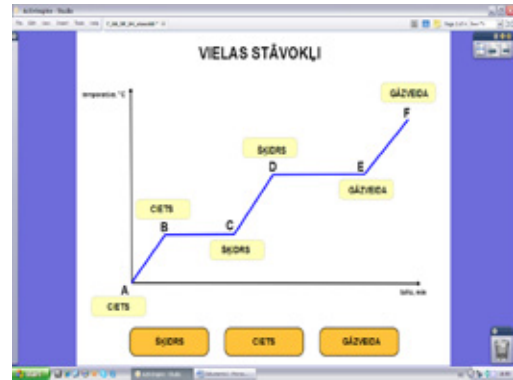 VIELAS STĀVOKĻI
temperatūra, °C
GĀZVEIDA
F
ŠĶIDRS
D
E
GĀZVEIDA
CIETS
B
C
ŠĶIDRS
A
laiks, min
CIETS
ŠĶIDRS
CIETS
GĀZVEIDA